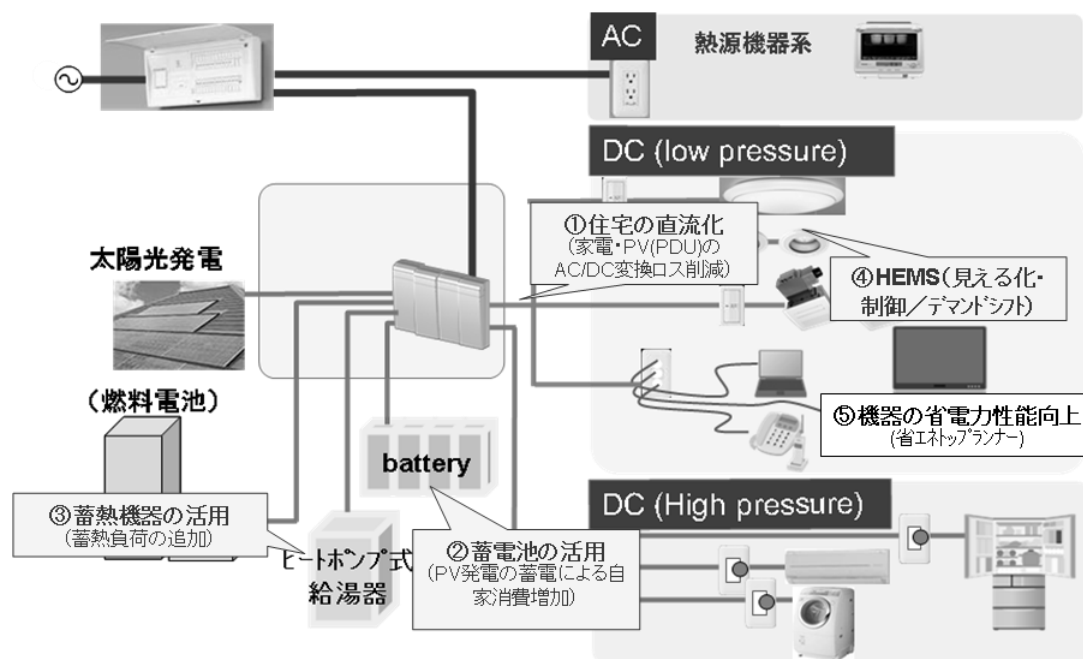 AC
熱源機器系
DC (low pressure)
①住宅の直流化
(家電・PV(PDU)の
AC/DC変換ロス削減)
太陽光発電
④HEMS(見える化・
制御／デマンドシフト)
(燃料電池)
⑤機器の省電力性能向上
(省エネトップランナー)
battery
DC (High pressure)
③蓄熱機器の活用
(蓄熱負荷の追加)
ヒートポンプ式
給湯器
②蓄電池の活用
(PV発電の蓄電による自
家消費増加)